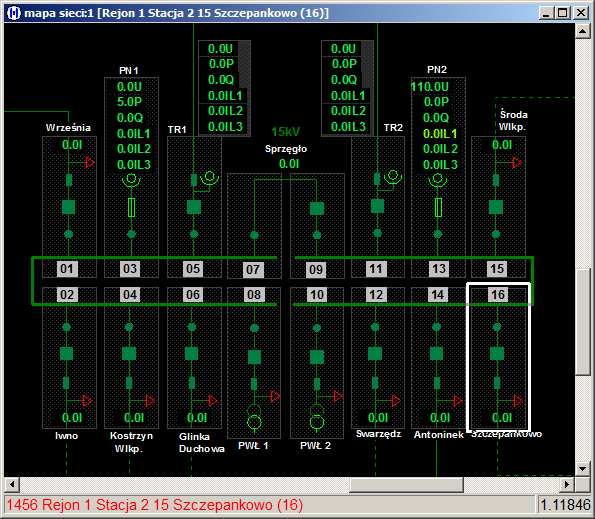 mapa sieci:1 [Rejon 1 Stacja 2 15 Szczepankowo (16)]
0.0U
0.0P
0.0Q
0.0IL1
0.0IL2
0.0IL3
0.0U
0.0P
0.0Q
0.0IL1
0.0IL2
0.0IL3
PN1
0.0U
5.0P
0.0Q
0.0IL1
0.0IL2
0.0IL3
PN2
110.0U
0.0P
0.0Q
0.0IL1
0.0IL2
0.0IL3
Września
0.0I
TR1
15kV
Sprzęgło
0.0I
TR2
Środa
Wlkp.
0.0I
01 03 05 07 09 11 13 15
02 04 06 08 10 12 14 16
0.0I 0.0I 0.0I 0.0I 0.0I 0.0I
Iwno
Kostrzyn
Wlkp.
Glinka
Duchowa
PWŁ 1
PWŁ 2
Swarzędz
Antoninek
Szczepankowo
1456 Rejon 1 Stacja 2 15 Szczepankowo (16)
1.11846